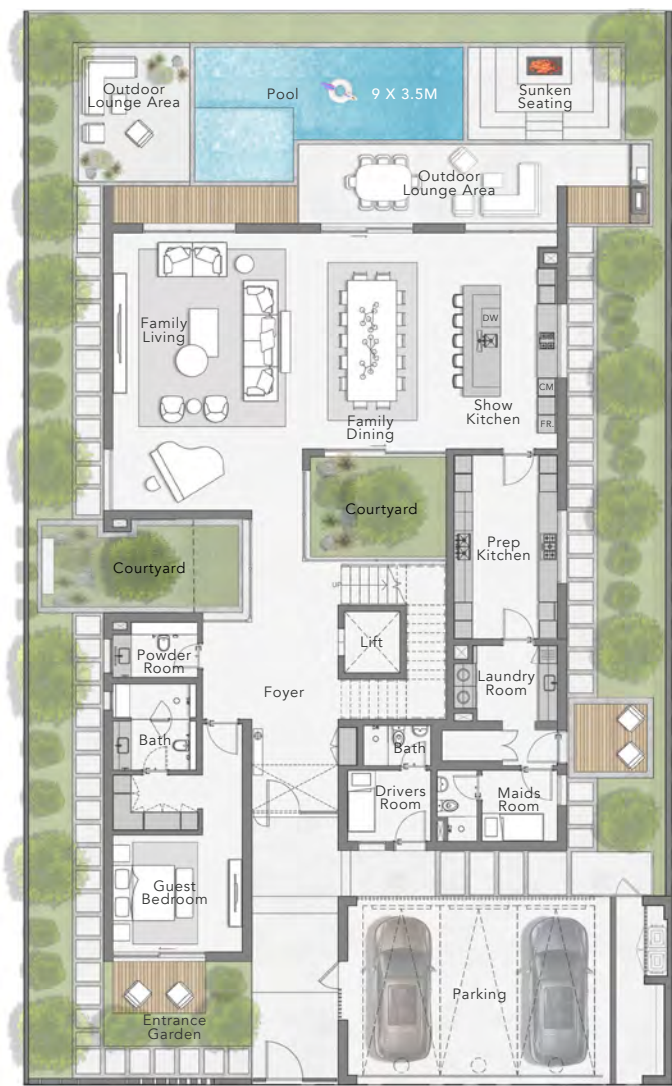 Outdoor
Lounge Area
Pool
9 X 3.5M
Sunken
Seating
Outdoor
Lounge Area
Family
Living
DW
Family
Dining
Show
Kitchen
CM
FR.
Courtyard
Prep
Kitchen
Courtyard
UP
Lift
Powder
Room
Laundry
Room
Foyer
Bath
Bath
Drivers
Room
Maids
Room
Guest
Bedroom
Parking
Entrance
Garden